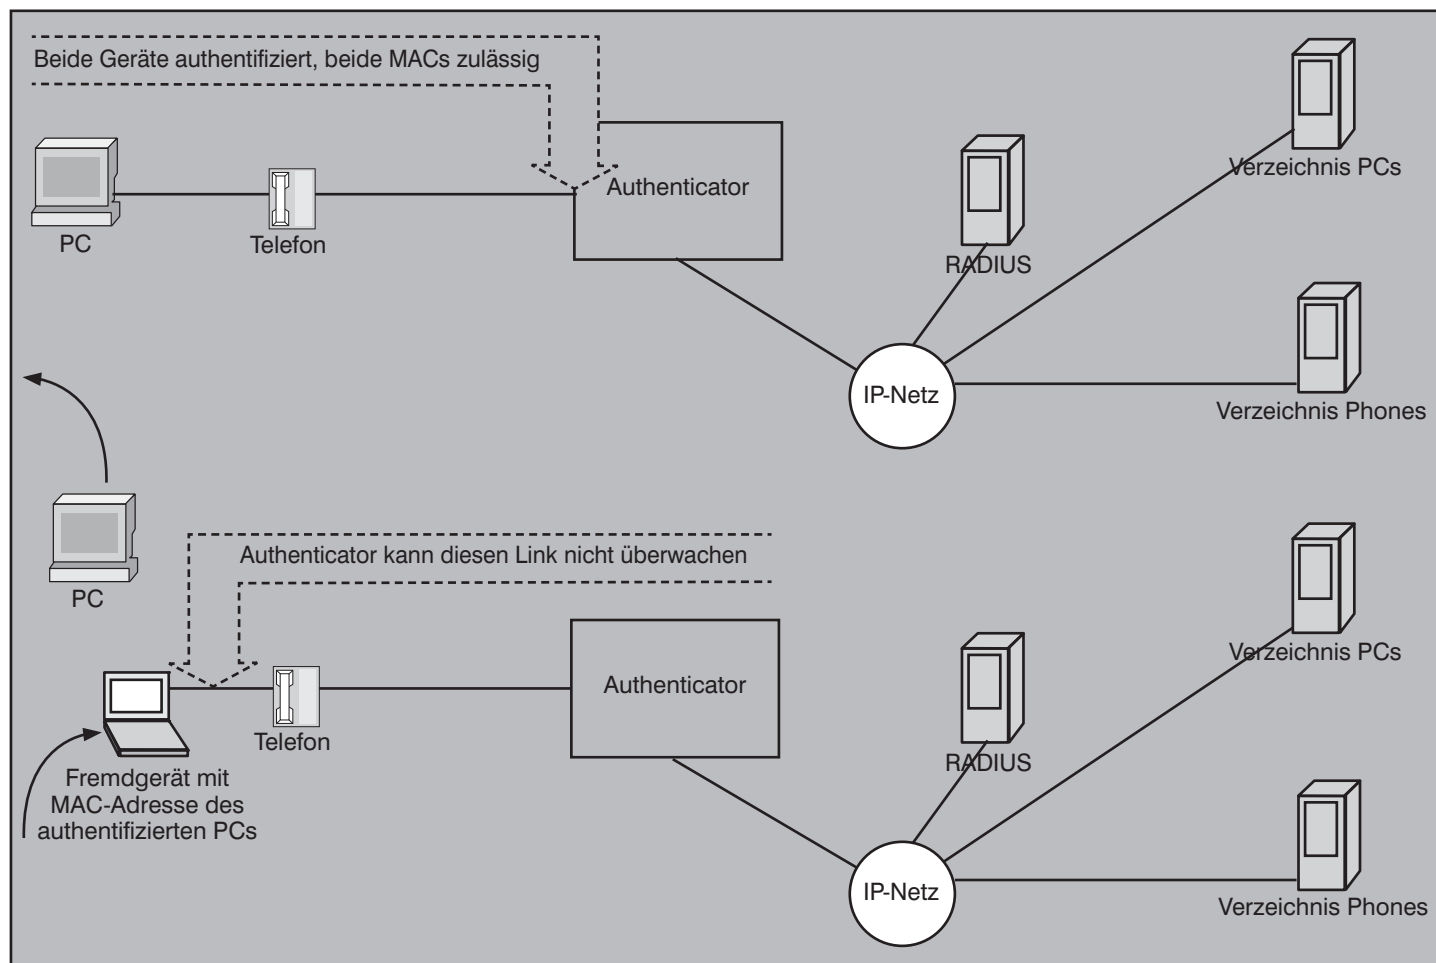 Beide Geräte authentifiziert, beide MACs zulässig
PC
Telefon
Authenticator
RADIUS
Verzeichnis PCs
IP-Netz
Verzeichnis Phones
PC
Authenticator kann diesen Link nicht überwachen
Fremdgerät mit
MAC-Adresse des
authentifizierten PCs
Telefon
Authenticator
RADIUS
Verzeichnis PCs
IP-Netz
Verzeichnis Phones